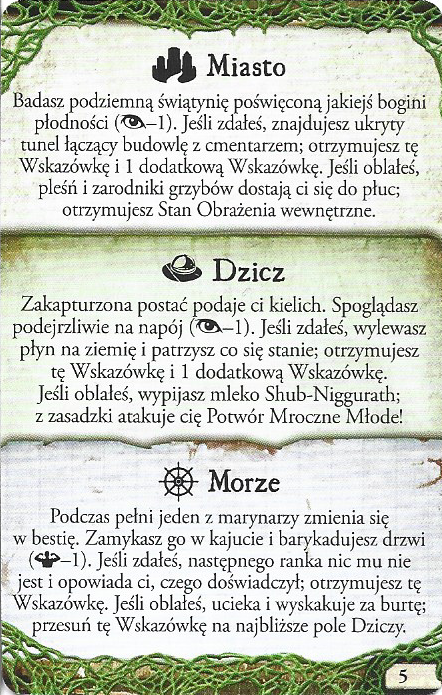 Miasto
Badasz podziemną świątynię poświęconą jakiejś bogini
płodności (–1). Jeśli zdałeś, znajdujesz ukryty
tunel łączący budowlę z cmentarzem; otrzymujesz tę
Wskazówkę i 1 dodatkową Wskazówkę. Jeśli oblałeś,
pleśń i zarodniki grzybów dostają ci się do płuc;
otrzymujesz Stan Obrażenia wewnętrzne.
Dzicz
Zakapturzona postać podaje ci kielich. Spoglądasz
podejrzliwie na napój (–1). Jeśli zdałeś, wylewasz
płyn na ziemię i patrzysz co się stanie; otrzymujesz
tę Wskazówkę i 1 dodatkową Wskazówkę.
Jeśli oblałeś, wypijasz mleko Shub-Niggurath;
z zasadzki atakuje cię Potwór Mroczne Młode!
Morze
Podczas pełni jeden z marynarzy zmienia się
w bestię. Zamykasz go w kajucie i barykadujesz drzwi
(–1). Jeśli zdałeś, następnego ranka nic mu nie
jest i opowiada ci, czego doświadczył; otrzymujesz tę
Wskazówkę. Jeśli oblałeś, ucieka i wyskakuje za burtę;
przesuń tę Wskazówkę na najbliższe pole Dziczy.
5